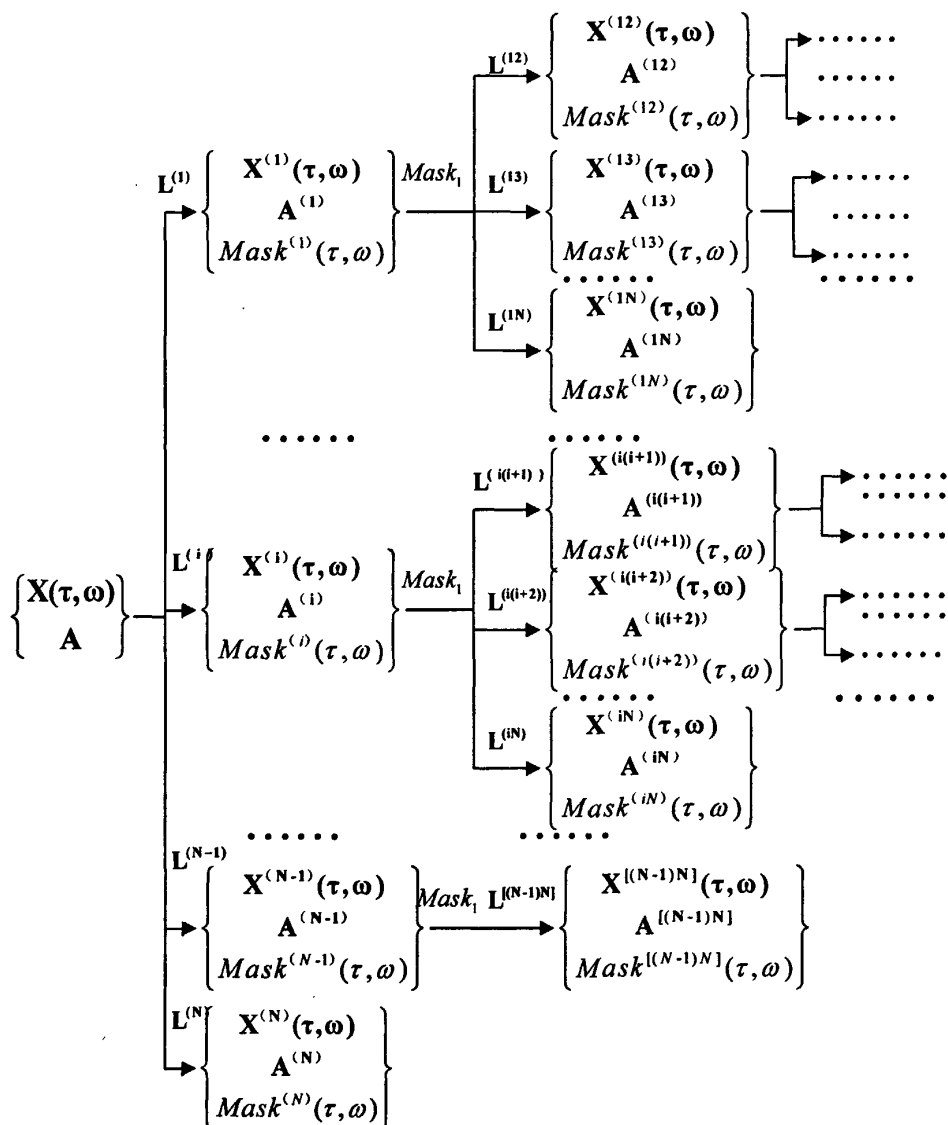 {X(τ,ω)
A}
L^(1)
X^(1)(τ,ω)
A^(1)
Mask^(1)(τ,ω)
Mask₁
L^(12)
X^(12)(τ,ω)
A^(12)
Mask^(12)(τ,ω)
······
······
······
L^(13)
X^(13)(τ,ω)
A^(13)
Mask^(13)(τ,ω)
······
······
······
······
······
L^(1N)
X^(1N)(τ,ω)
A^(1N)
Mask^(1N)(τ,ω)
······
······
L^(i)
X^(i)(τ,ω)
A^(i)
Mask^(i)(τ,ω)
Mask₁
L^(i(i+1))
X^(i(i+1))(τ,ω)
A^(i(i+1))
Mask^(i(i+1))(τ,ω)
······
······
······
L^(i(i+2))
X^(i(i+2))(τ,ω)
A^(i(i+2))
Mask^(i(i+2))(τ,ω)
······
······
······
······
······
L^(iN)
X^(iN)(τ,ω)
A^(iN)
Mask^(iN)(τ,ω)
······
······
L^(N-1)
X^(N-1)(τ,ω)
A^(N-1)
Mask^(N-1)(τ,ω)
Mask₁ L^[(N-1)N]
X^[(N-1)N](τ,ω)
A^[(N-1)N]
Mask^[(N-1)N](τ,ω)
L^(N)
X^(N)(τ,ω)
A^(N)
Mask^(N)(τ,ω)